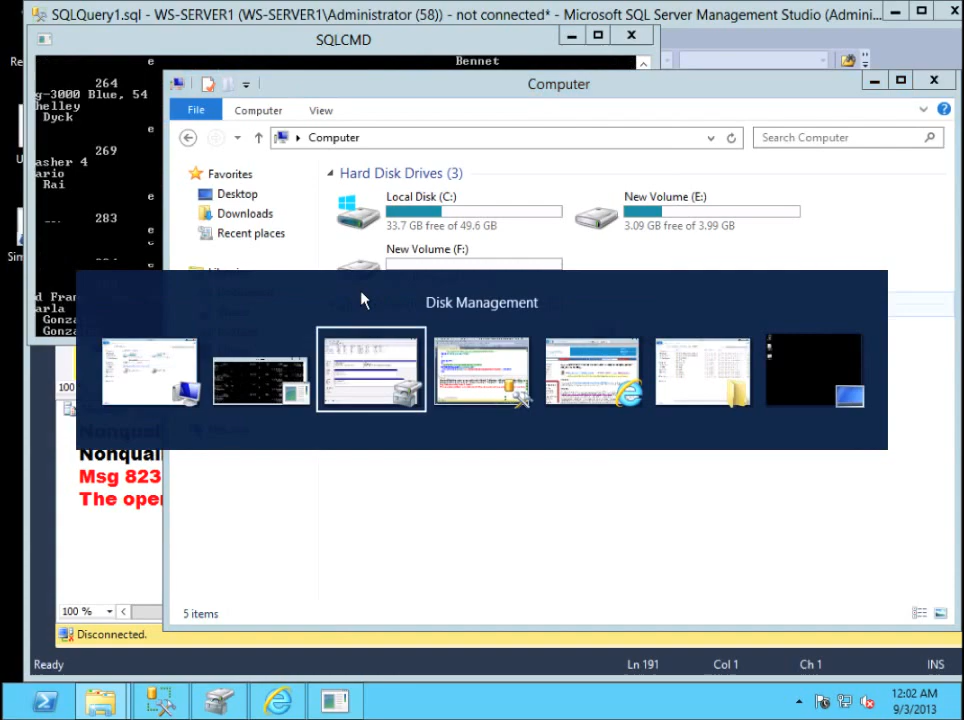 SQLQuery1.sql - WS-SERVER1 (WS-SERVER1\Administrator (58)) - not connected* - Microsoft SQL Server Management Studio (Admini...
SQLCMD
e Bennet
264
g-3000 Blue, 54
helley
Dyck
e
269
asher 4
ario
Rai
e
283
e
d Fran
arla
Gonza
Gonza
Computer
File Computer View
Computer
Search Computer
Favorites
Desktop
Downloads
Recent places
Hard Disk Drives (3)
Local Disk (C:)
33.7 GB free of 49.6 GB
New Volume (E:)
3.09 GB free of 3.99 GB
New Volume (F:)
Disk Management
100
Nonqual
Msg 823
The oper
5 items
100 %
Disconnected.
Ready Ln 191 Col 1 Ch 1 INS
12:02 AM
9/3/2013